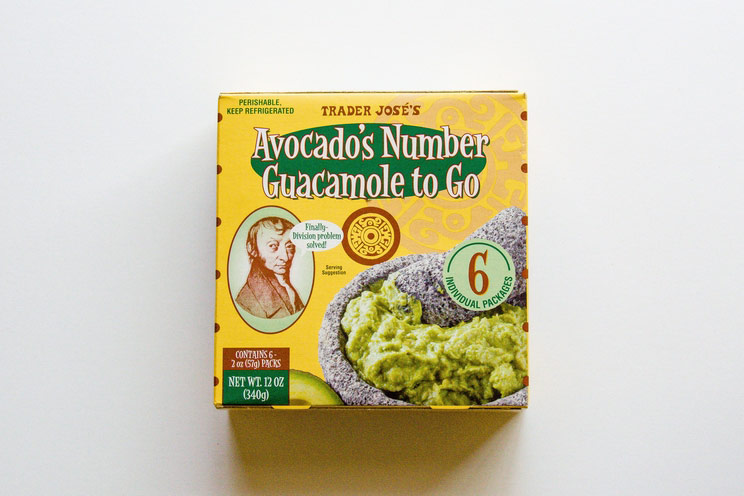 PERISHABLE,
KEEP REFRIGERATED
TRADER JOSÉ'S
Avocado's Number
Guacamole to Go
Finally-
Division problem
solved!
Serving
Suggestion
6
INDIVIDUAL PACKAGES
CONTAINS 6 -
2 oz (57g) PACKS
NET WT. 12 OZ
(340g)